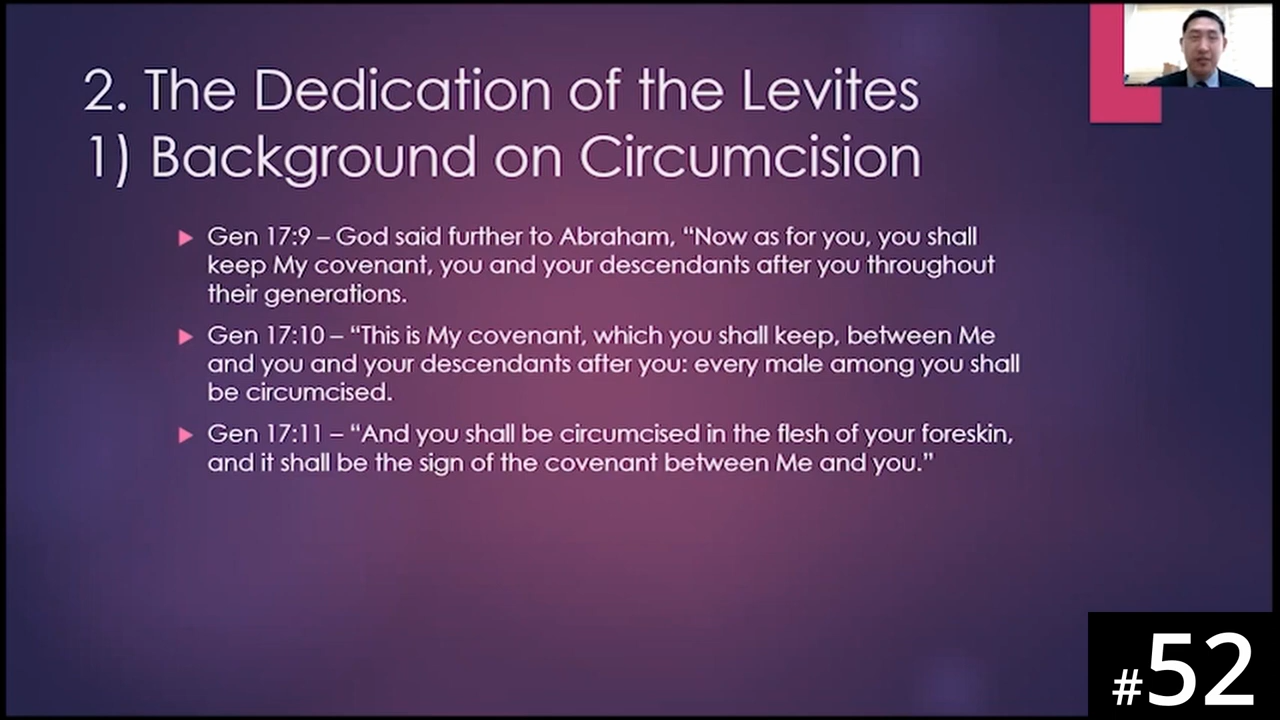 2. The Dedication of the Levites
1) Background on Circumcision
Gen 17:9 – God said further to Abraham, “Now as for you, you shall
keep My covenant, you and your descendants after you throughout
their generations.
Gen 17:10 – “This is My covenant, which you shall keep, between Me
and you and your descendants after you: every male among you shall
be circumcised.
Gen 17:11 – “And you shall be circumcised in the flesh of your foreskin,
and it shall be the sign of the covenant between Me and you.”
#52